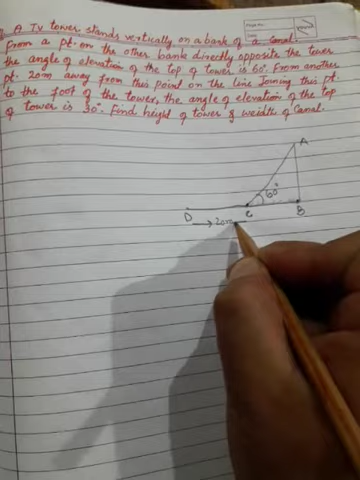 A TV tower stands vertically on a bank of a Canal.
From a pt. on the other bank directly opposite the tower
the angle of elevation of the top of tower is 60°. From another
pt. 20m away from this point on the line Joining this pt.
to the foot of the tower, the angle of elevation of the top
of tower is 30°. Find height of tower & width of Canal.
A
60°
D C B
→ 20m